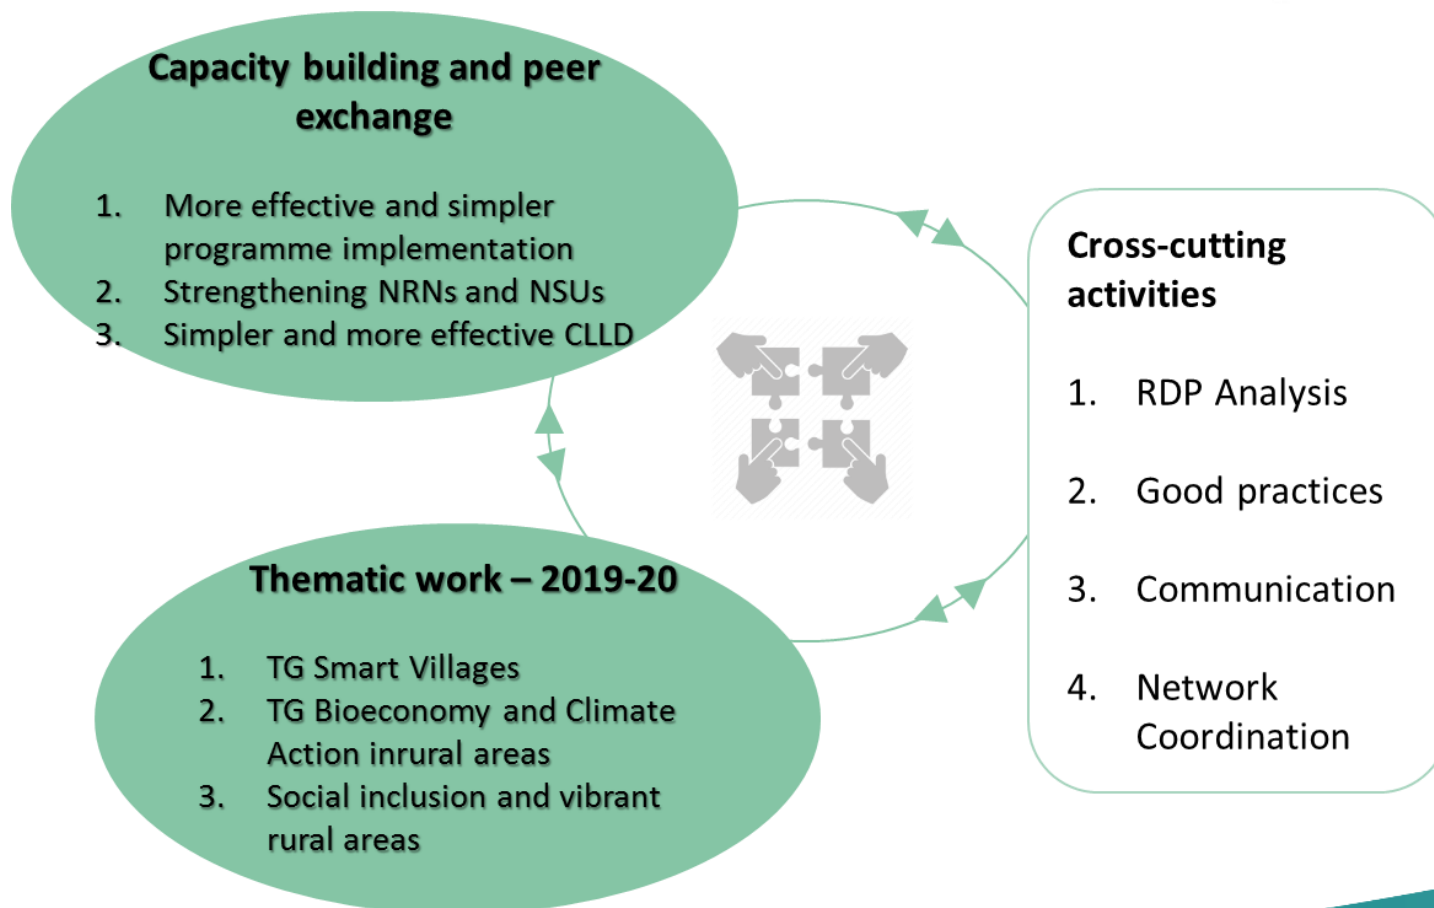 Capacity building and peer
exchange
1. More effective and simpler
programme implementation
2. Strengthening NRNs and NSUs
3. Simpler and more effective CLLD
Thematic work – 2019-20
1. TG Smart Villages
2. TG Bioeconomy and Climate
Action inrural areas
3. Social inclusion and vibrant
rural areas
Cross-cutting
activities
1. RDP Analysis
2. Good practices
3. Communication
4. Network
Coordination